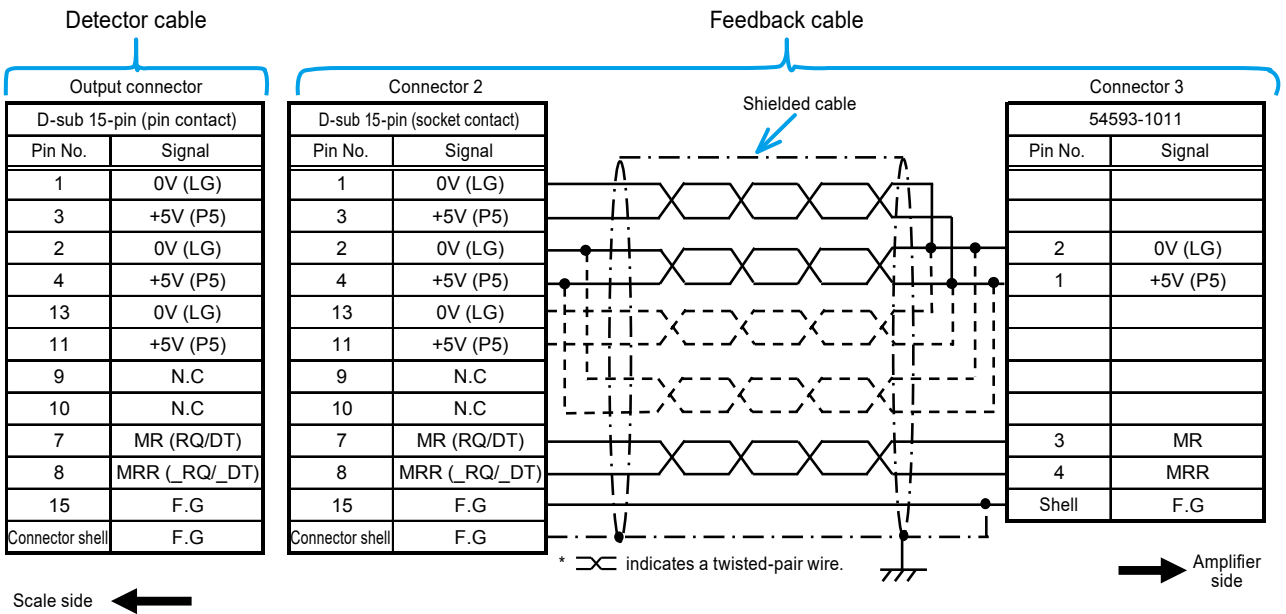 Detector cable
Feedback cable
Output connector
Connector 2
Connector 3
Shielded cable
D-sub 15-pin (pin contact)
Pin No. Signal
1 0V (LG)
3 +5V (P5)
2 0V (LG)
4 +5V (P5)
13 0V (LG)
11 +5V (P5)
9 N.C
10 N.C
7 MR (RQ/DT)
8 MRR (_RQ/_DT)
15 F.G
Connector shell F.G
D-sub 15-pin (socket contact)
Pin No. Signal
1 0V (LG)
3 +5V (P5)
2 0V (LG)
4 +5V (P5)
13 0V (LG)
11 +5V (P5)
9 N.C
10 N.C
7 MR (RQ/DT)
8 MRR (_RQ/_DT)
15 F.G
Connector shell F.G
54593-1011
Pin No. Signal
2 0V (LG)
1 +5V (P5)
3 MR
4 MRR
Shell F.G
* indicates a twisted-pair wire.
Amplifier
side
Scale side